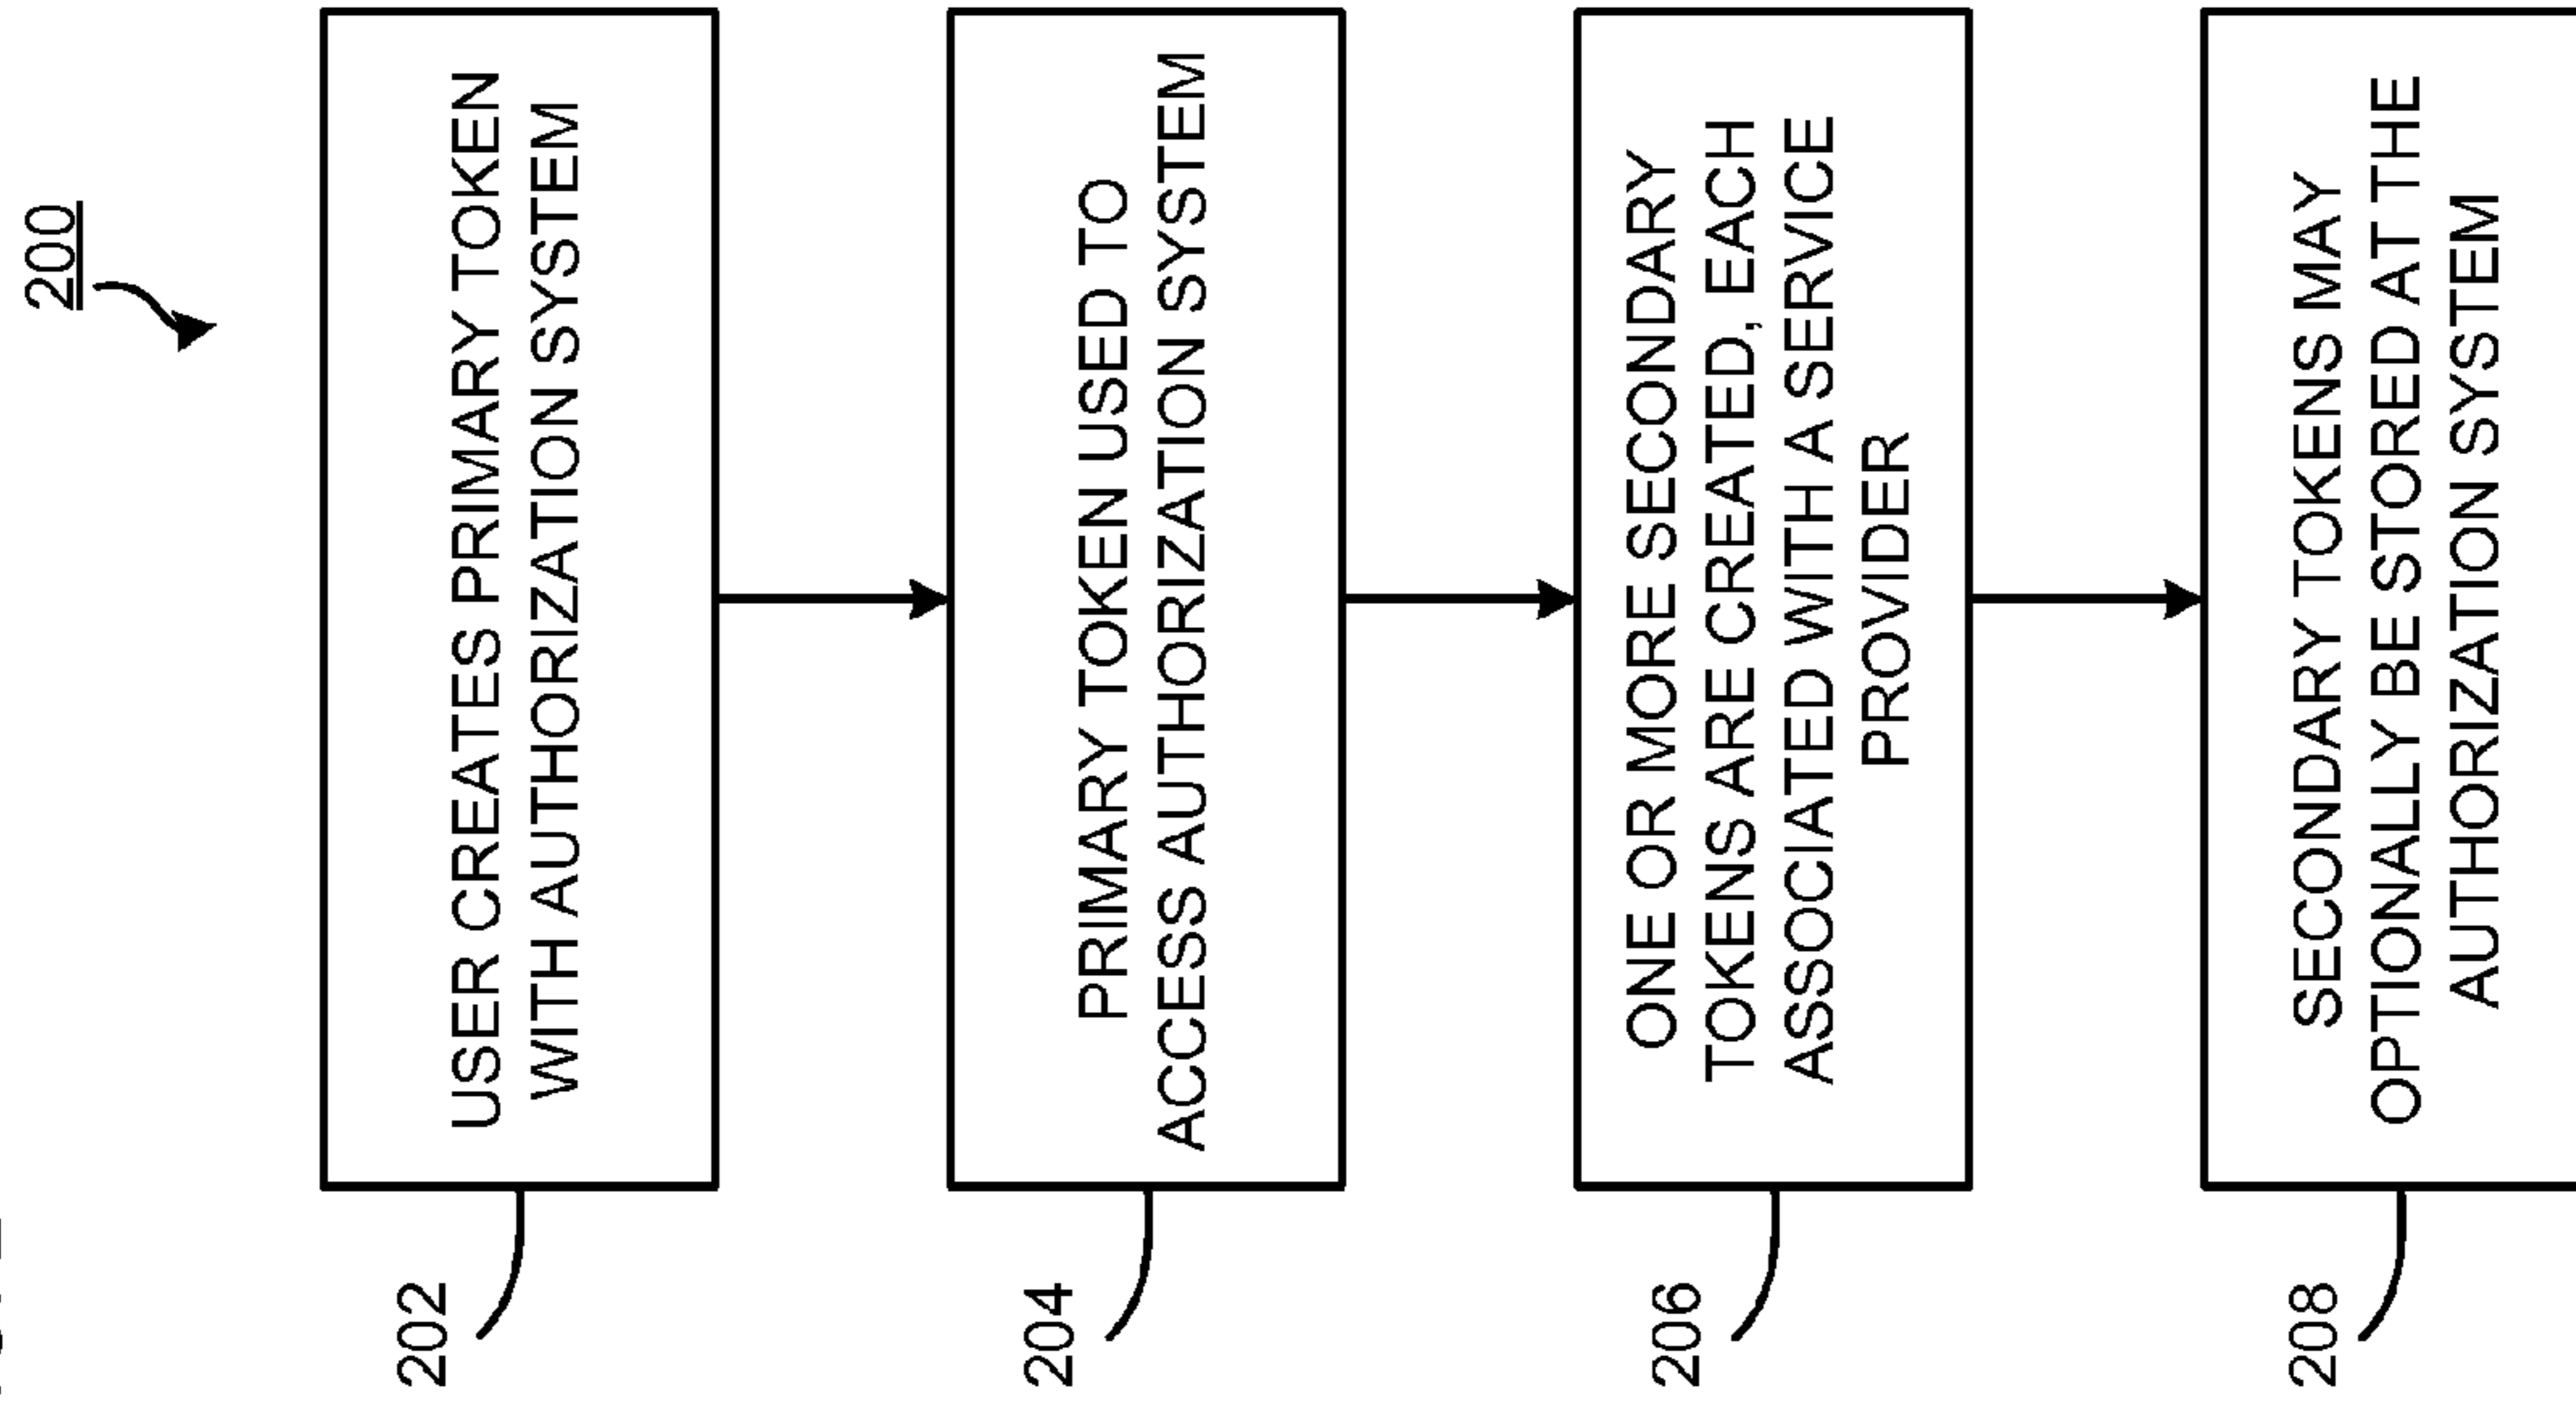 200
USER CREATES PRIMARY TOKEN
WITH AUTHORIZATION SYSTEM
202
PRIMARY TOKEN USED TO
ACCESS AUTHORIZATION SYSTEM
204
ONE OR MORE SECONDARY
TOKENS ARE CREATED, EACH
ASSOCIATED WITH A SERVICE
PROVIDER
206
SECONDARY TOKENS MAY
OPTIONALLY BE STORED AT THE
AUTHORIZATION SYSTEM
208